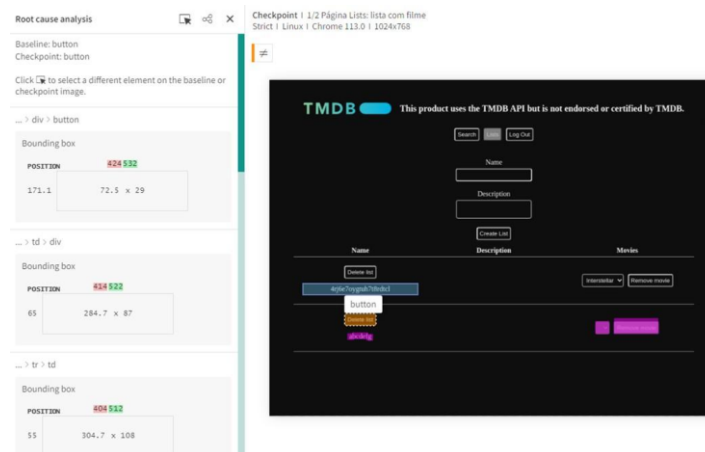 Root cause analysis
Baseline: button
Checkpoint: button
Click to select a different element on the baseline or
checkpoint image.
... > div > button
Bounding box
POSITION 424 532
171.1 72.5 x 29
... > td > div
Bounding box
POSITION 414 522
65 284.7 x 87
... > tr > td
Bounding box
POSITION 404 512
55 304.7 x 108
Checkpoint | 1/2 Página Lists: lista com filme
Strict | Linux | Chrome 113.0 | 1024x768
≠
TMDB This product uses the TMDB API but is not endorsed or certified by TMDB.
Search Lists Log Out
Name
Description
Create List
Name Description Movies
Delete list
Interstellar Remove movie
button
Delete list
Remove movie
abcdefg